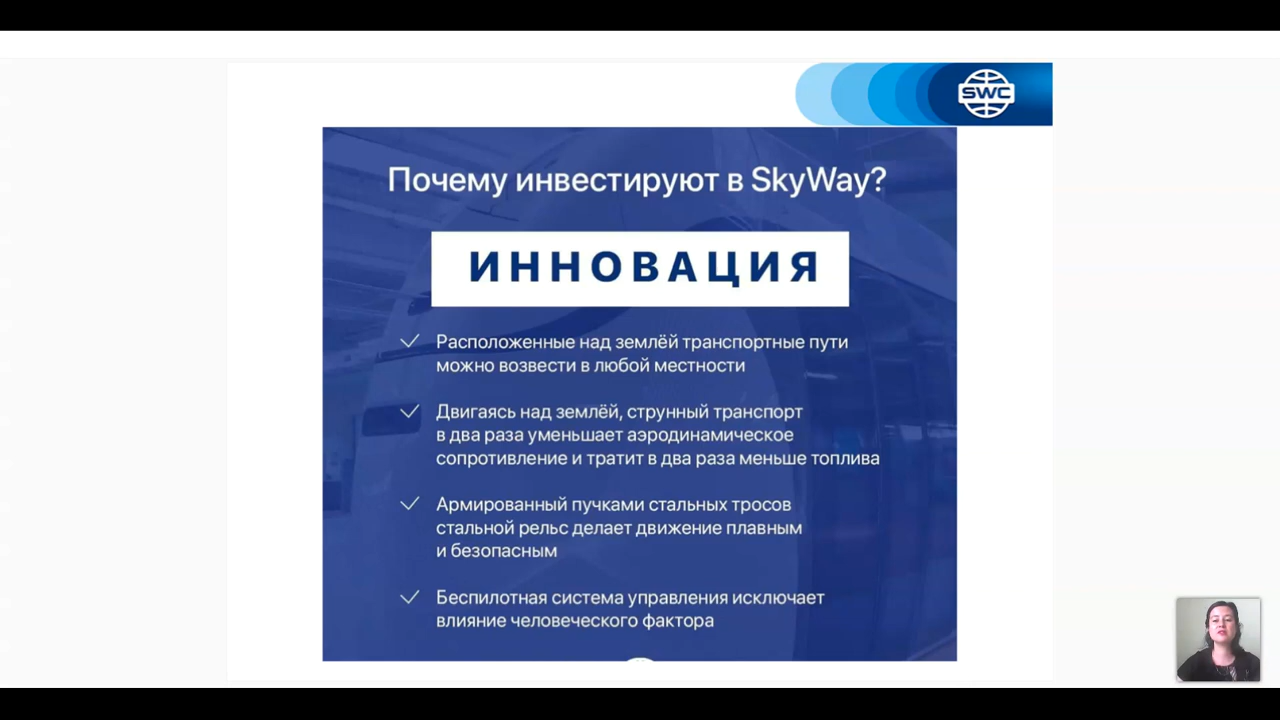 SWC
Почему инвестируют в SkyWay?
ИННОВАЦИЯ
Расположенные над землёй транспортные пути
можно возвести в любой местности
Двигаясь над землёй, струнный транспорт
в два раза уменьшает аэродинамическое
сопротивление и тратит в два раза меньше топлива
Армированный пучками стальных тросов
стальной рельс делает движение плавным
и безопасным
Беспилотная система управления исключает
влияние человеческого фактора